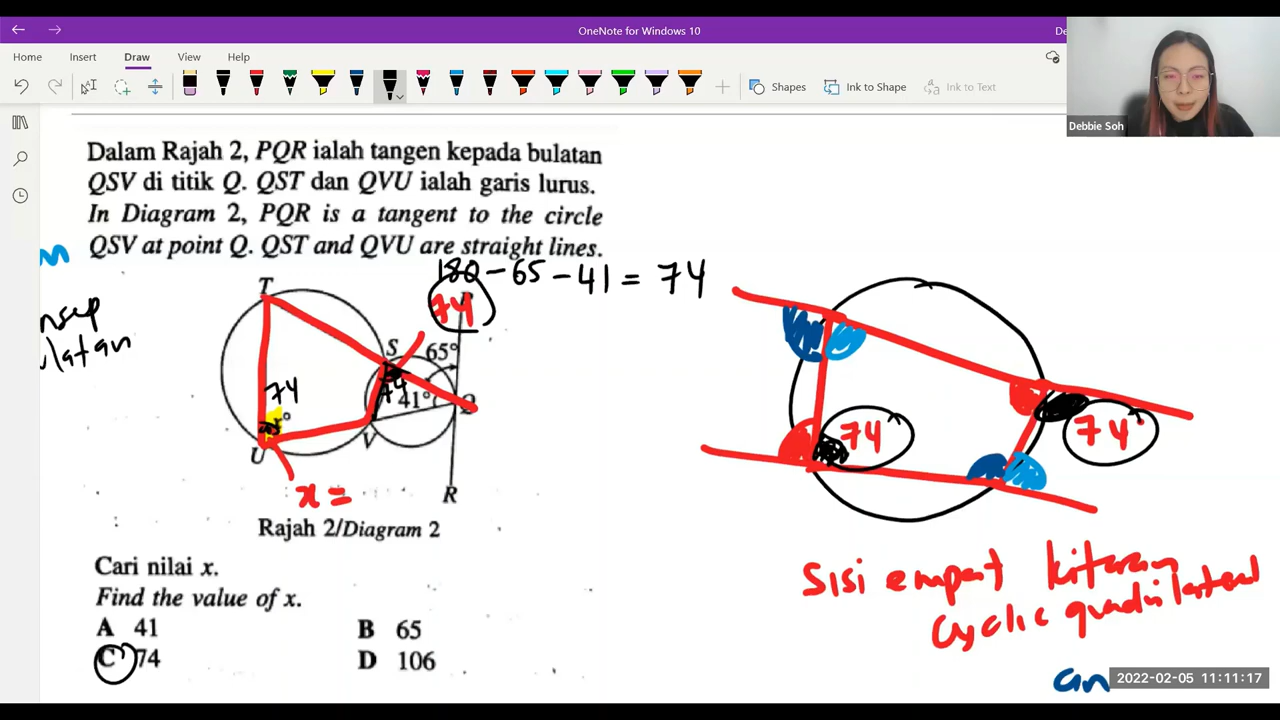 OneNote for Windows 10
De
Home Insert Draw View Help
Shapes Ink to Shape Ink to Text
Debbie Soh
Dalam Rajah 2, PQR ialah tangen kepada bulatan
QSV di titik Q. QST dan QVU ialah garis lurus.
In Diagram 2, PQR is a tangent to the circle
QSV at point Q. QST and QVU are straight lines.
180 - 65 - 41 = 74
74
T
S
65°
74
74
41°
Q
V
U
x =
R
Rajah 2/Diagram 2
Cari nilai x.
Find the value of x.
A 41
B 65
C 74
D 106
74°
74°
Sisi empat kitaran
cyclic quadrilateral
an
2022-02-05 11:11:17